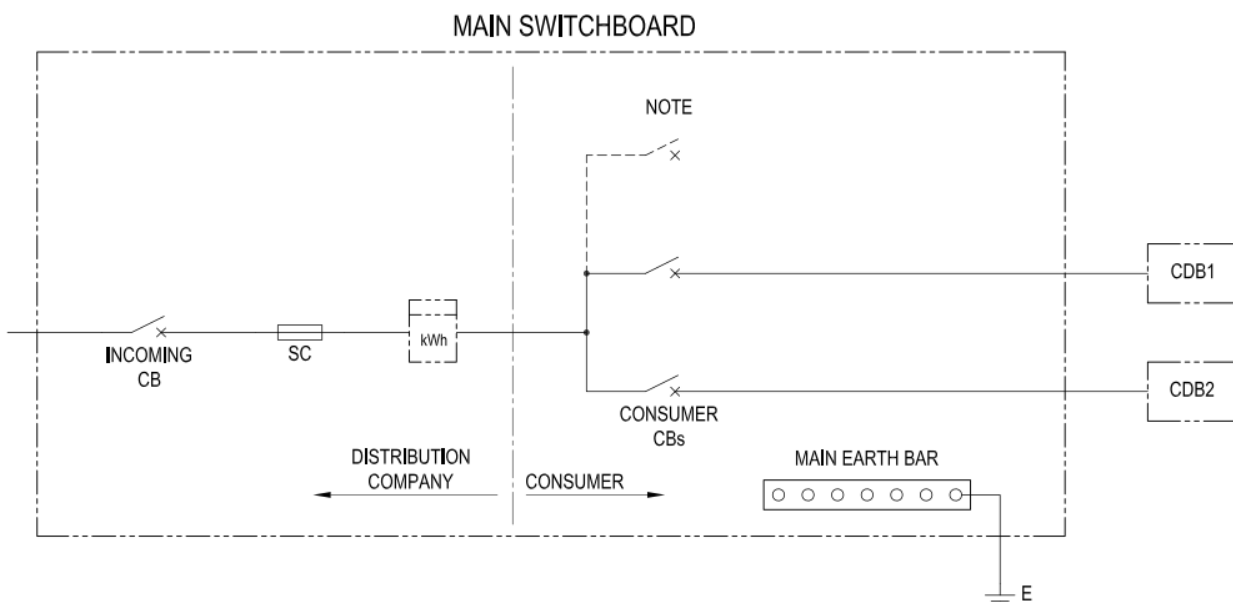 MAIN SWITCHBOARD
NOTE
CDB1
kWh
INCOMING
CB
SC
CDB2
CONSUMER
CBs
DISTRIBUTION
COMPANY
CONSUMER
MAIN EARTH BAR
E